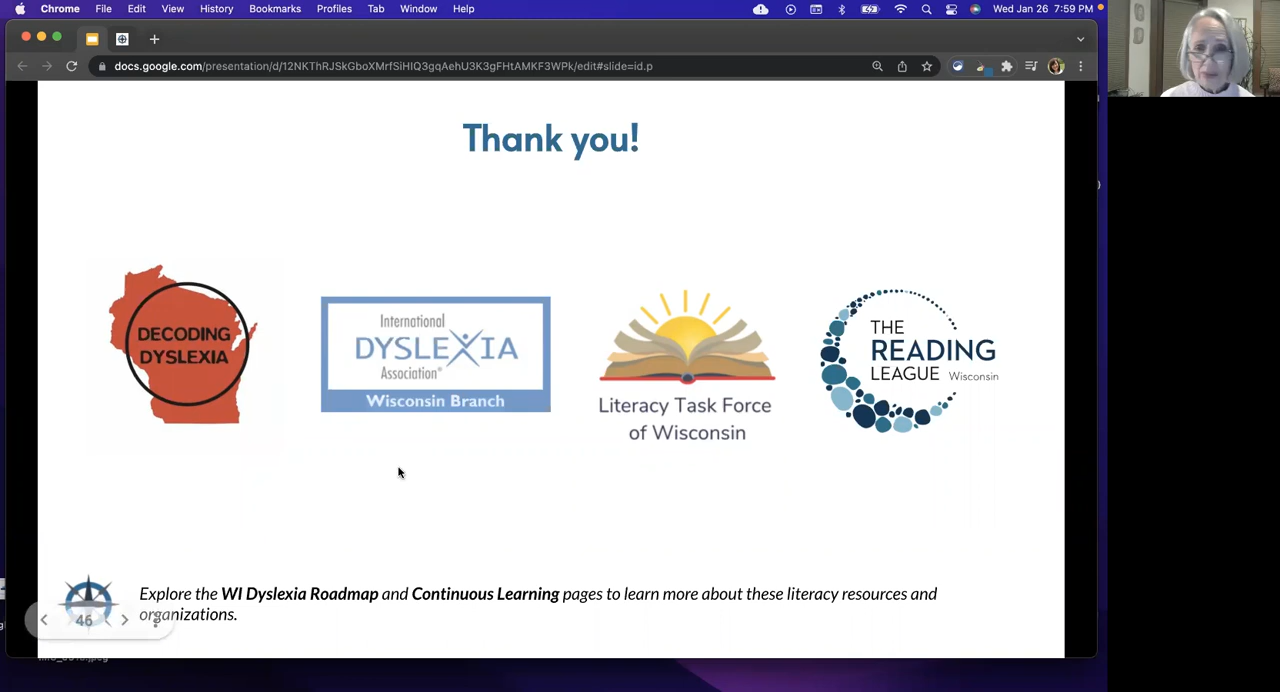 Chrome File Edit View History Bookmarks Profiles Tab Window Help Wed Jan 26 7:59 PM
docs.google.com/presentation/d/12NKThRJSkGboXMrfSiHIQ3gqAehU3K3gFHtAMKF3WPk/edit#slide=id.p
Thank you!
DECODING
DYSLEXIA
International
DYSLEXIA
Association®
Wisconsin Branch
Literacy Task Force
of Wisconsin
THE
READING
LEAGUE Wisconsin
Explore the WI Dyslexia Roadmap and Continuous Learning pages to learn more about these literacy resources and
organizations.
46